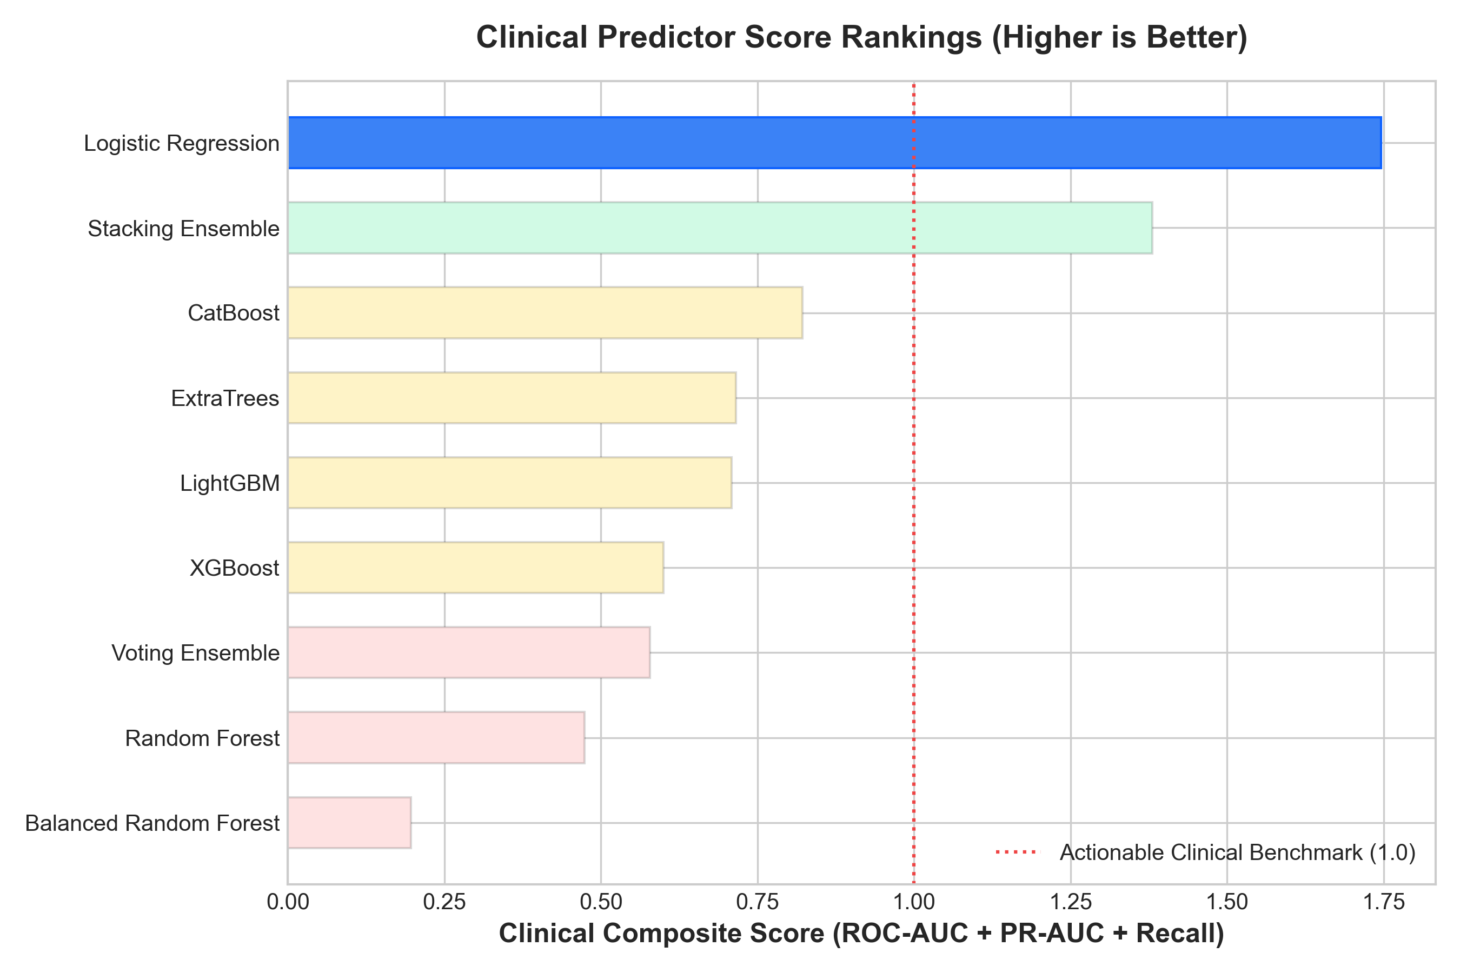 Clinical Predictor Score Rankings (Higher is Better)
Logistic Regression
Stacking Ensemble
CatBoost
ExtraTrees
LightGBM
XGBoost
Voting Ensemble
Random Forest
Balanced Random Forest
Actionable Clinical Benchmark (1.0)
0.00 0.25 0.50 0.75 1.00 1.25 1.50 1.75
Clinical Composite Score (ROC-AUC + PR-AUC + Recall)